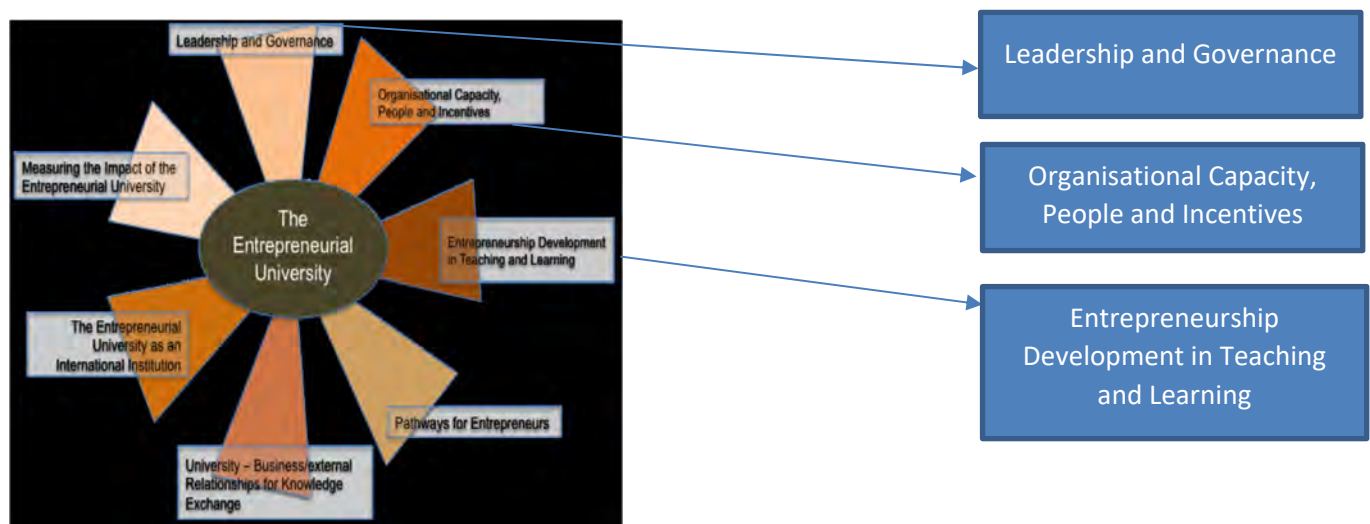 Leadership and Governance
Organisational Capacity,
People and Incentives
Measuring the Impact of the
Entrepreneurial University
The
Entrepreneurial
University
Entrepreneurship Development
in Teaching and Learning
The Entrepreneurial
University as an
International Institution
Pathways for Entrepreneurs
University – Business/external
Relationships for Knowledge
Exchange
Leadership and Governance
Organisational Capacity,
People and Incentives
Entrepreneurship
Development in Teaching
and Learning